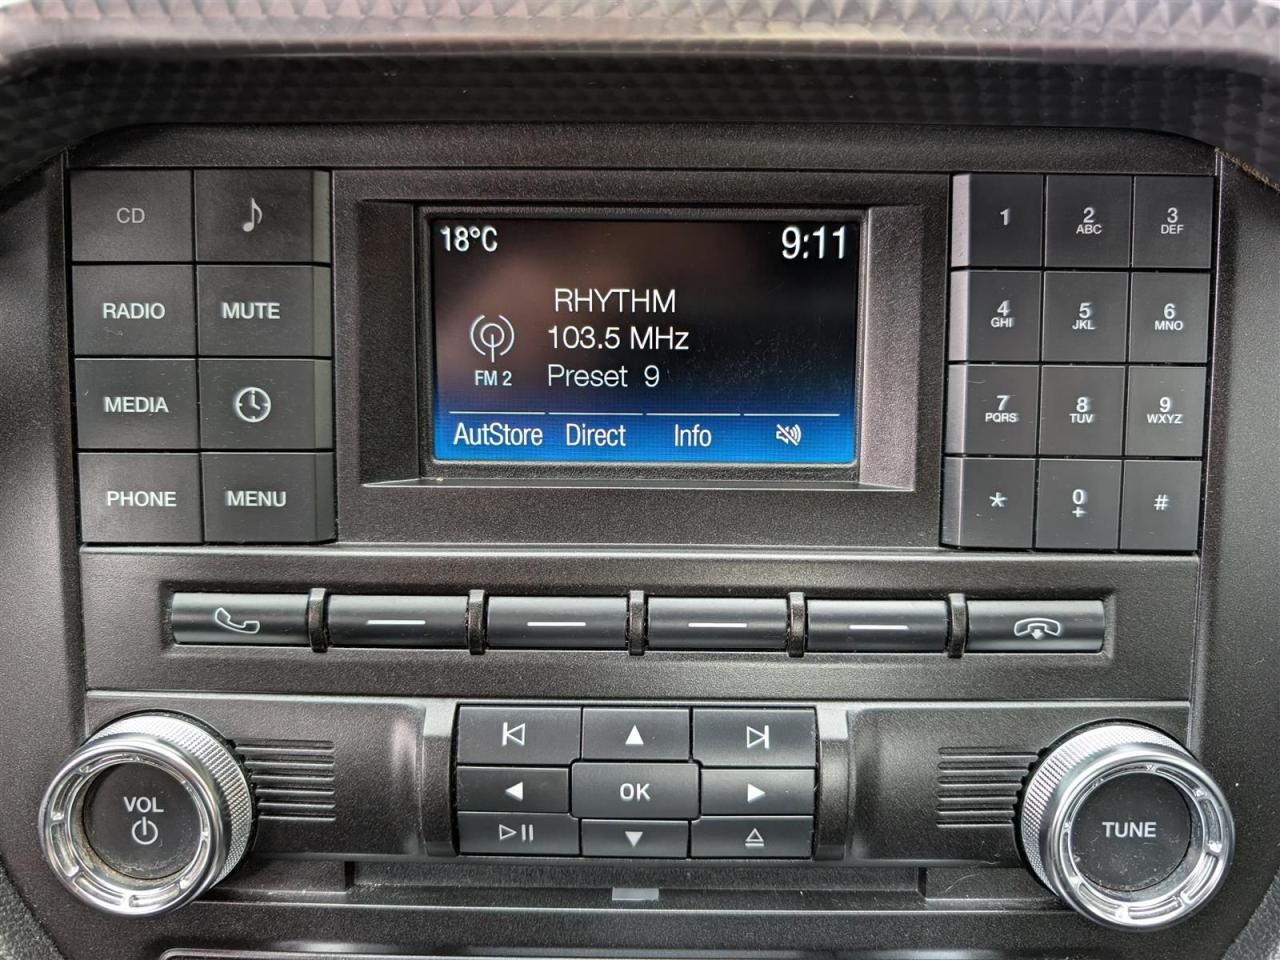 CD
RADIO
MUTE
MEDIA
PHONE
MENU
18°C
9:11
RHYTHM
103.5 MHz
FM 2
Preset 9
AutStore
Direct
Info
1
2
ABC
3
DEF
4
GHI
5
JKL
6
MNO
7
PQRS
8
TUV
9
WXYZ
*
0
+
#
VOL
OK
TUNE